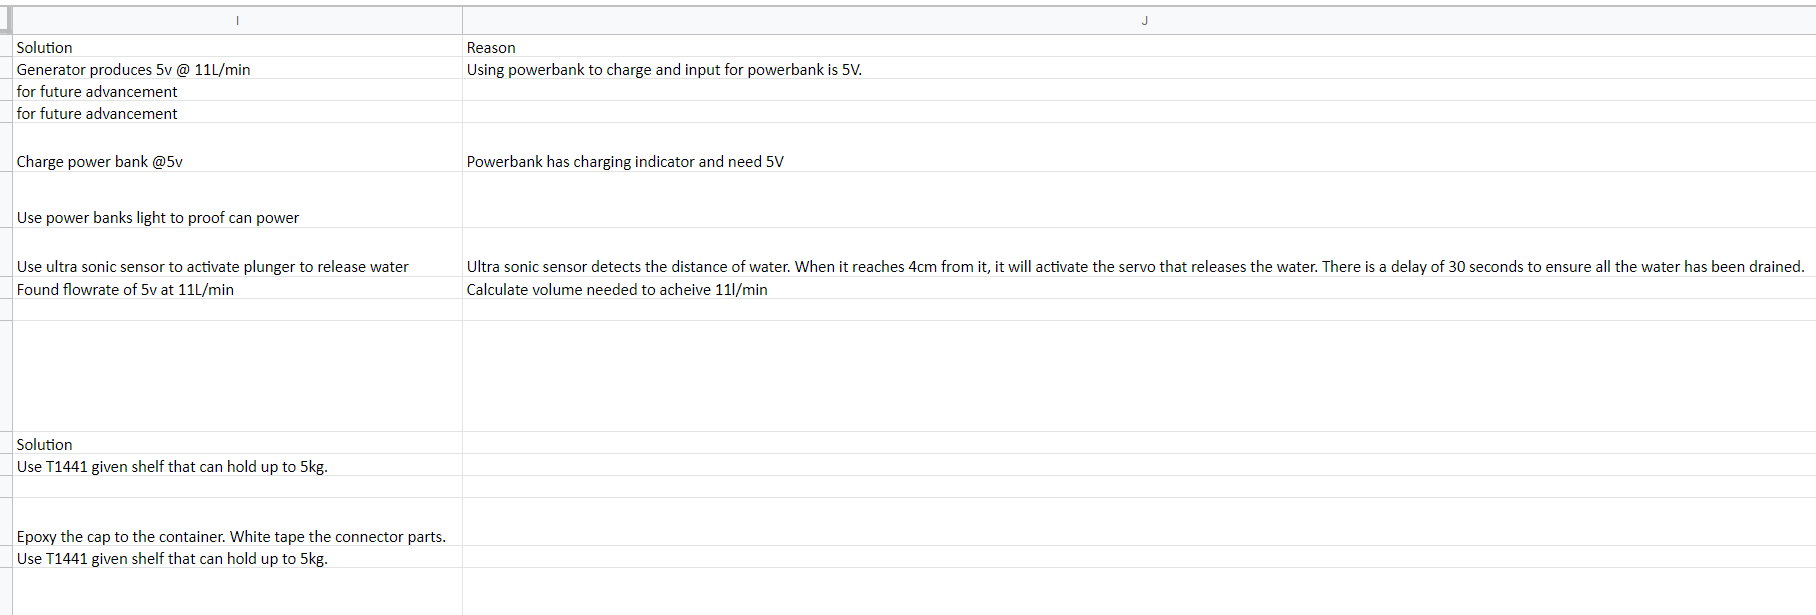 I J
Solution Reason
Generator produces 5v @ 11L/min Using powerbank to charge and input for powerbank is 5V.
for future advancement
for future advancement
Charge power bank @5v Powerbank has charging indicator and need 5V
Use power banks light to proof can power
Use ultra sonic sensor to activate plunger to release water Ultra sonic sensor detects the distance of water. When it reaches 4cm from it, it will activate the servo that releases the water. There is a delay of 30 seconds to ensure all the water has been drained.
Found flowrate of 5v at 11L/min Calculate volume needed to acheive 11l/min
Solution
Use T1441 given shelf that can hold up to 5kg.
Epoxy the cap to the container. White tape the connector parts.
Use T1441 given shelf that can hold up to 5kg.